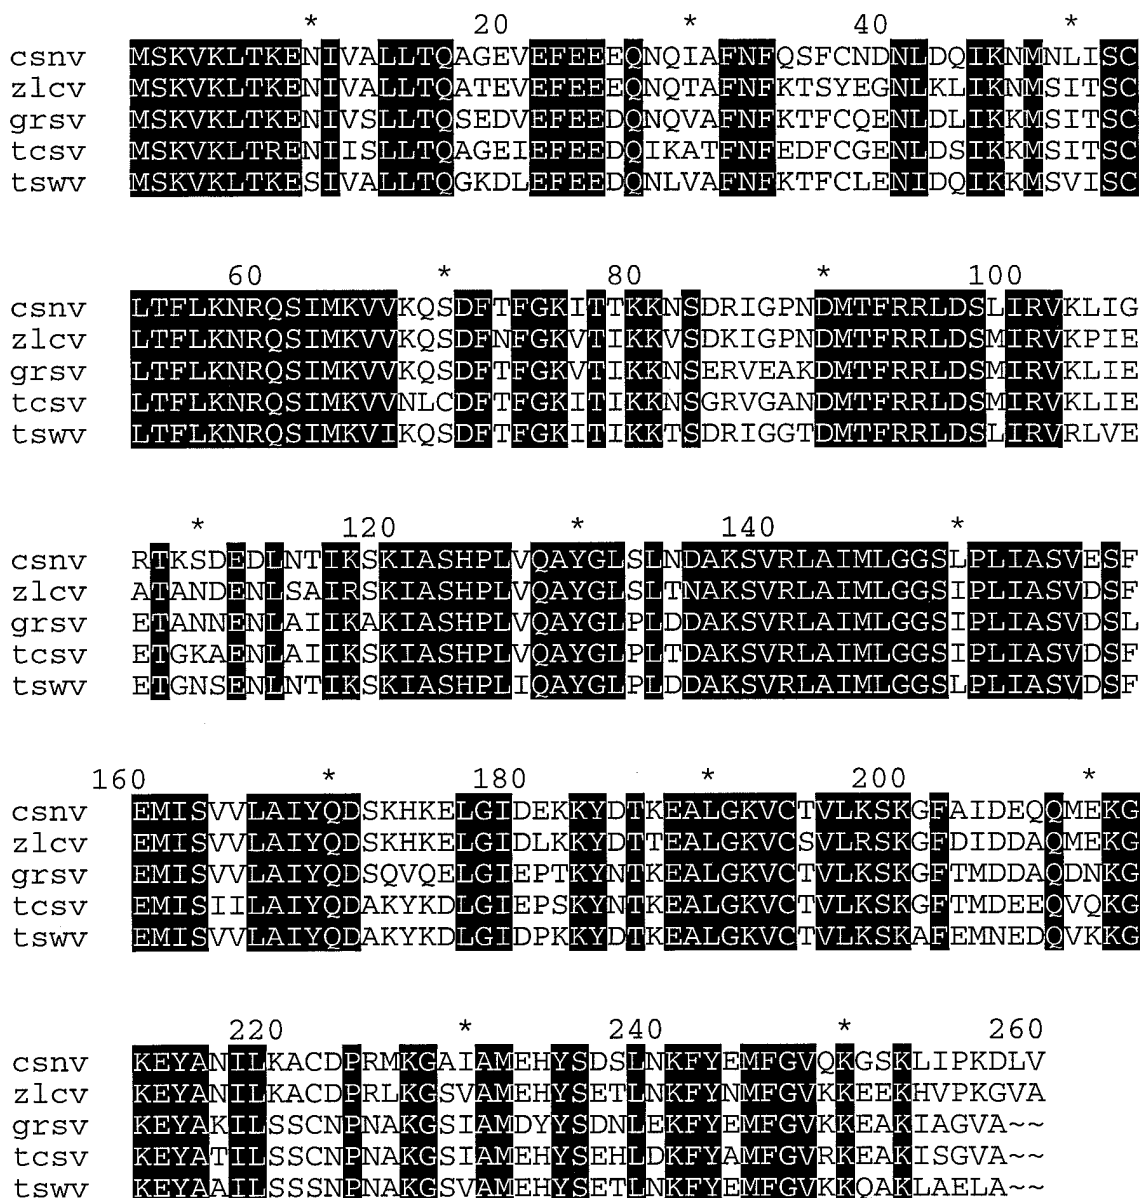 * 20 * 40 *
csnv MSKVKLTKENIVALLTQAGEVEFEEEQNQIAFNFQSFCNDNLDQIKNMNLISC
zlcv MSKVKLTKENIVALLTQATEVEFEEEQNQTAFNFKTSYEGNLKLIKNMSITSC
grsv MSKVKLTKENIVSLLTQSEDVEFEEDQNQVAFNFKTFCQENLDLIKKMSITSC
tcsv MSKVKLTRENIISLLTQAGEIEFEEDQIKATFNFEDFCGENLDSIKKMSITSC
tswv MSKVKLTKESIVALLTQGKDLEFEEDQNLVAFNFKTFCLENIDQIKKMSVISC
60 * 80 * 100
csnv LTFLKNRQSIMKVVKQSDFTFGKITTKKNSDRIGPNDMTFRRLDSLIRVKLIG
zlcv LTFLKNRQSIMKVVKQSDFNFGKVTIKKVSDKIGPNDMTFRRLDSMIRVKPIE
grsv LTFLKNRQSIMKVVKQSDFTFGKVTIKKNSERVEAKDMTFRRLDSMIRVKLIE
tcsv LTFLKNRQSIMKVVNLCDFTFGKITIKKNSGRVGANDMTFRRLDSMIRVKLIE
tswv LTFLKNRQSIMKVIKQSDFTFGKITIKKTSDRIGGTDMTFRRLDSLIRVRLVE
* 120 * 140 *
csnv RTKSDEDLNTIKSKIASHPLVQAYGLSLNDAKSVRLAIMLGGSLPLIASVESF
zlcv ATANDENLSAIRSKIASHPLVQAYGLSLTNAKSVRLAIMLGGSIPLIASVDSF
grsv ETANNENLAIIKAKIASHPLVQAYGLPLDDAKSVRLAIMLGGSIPLIASVDSL
tcsv ETGKAENLAIIKSKIASHPLVQAYGLPLTDAKSVRLAIMLGGSIPLIASVDSF
tswv ETGNSENLNTIKSKIASHPLIQAYGLPLDDAKSVRLAIMLGGSLPLIASVDSF
160 * 180 * 200 *
csnv EMISVVLAIYQDSKHKELGIDEKKYDTKEALGKVCTVLKSKGFAIDEQQMEKG
zlcv EMISVVLAIYQDSKHKELGIDLKKYDTTEALGKVCSVLRSKGFDIDDAQMEKG
grsv EMISVVLAIYQDSQVQELGIEPTKYNTKEALGKVCTVLKSKGFTMDDAQDNKG
tcsv EMISIILAIYQDAKYKDLGIEPSKYNTKEALGKVCTVLKSKGFTMDEEQVQKG
tswv EMISVVLAIYQDAKYKDLGIDPKKYDTKEALGKVCTVLKSKAFEMNEDQVKKG
220 * 240 * 260
csnv KEYANILKACDPRMKGAIAMEHYSDSLNKFYEMFGVQKGSKLIPKDLV
zlcv KEYANILKACDPRLKGSVAMEHYSETLNKFYNMFGVKKEEKHVPKGVA
grsv KEYAKILSSCNPNAKGSIAMDYYSDNLEKFYEMFGVKKEAKIAGVA~~
tcsv KEYATILSSCNPNAKGSIAMEHYSEHLDKFYAMFGVRKEAKISGVA~~
tswv KEYAAILSSSNPNAKGSVAMEHYSETLNKFYEMFGVKKQAKLAELA~~